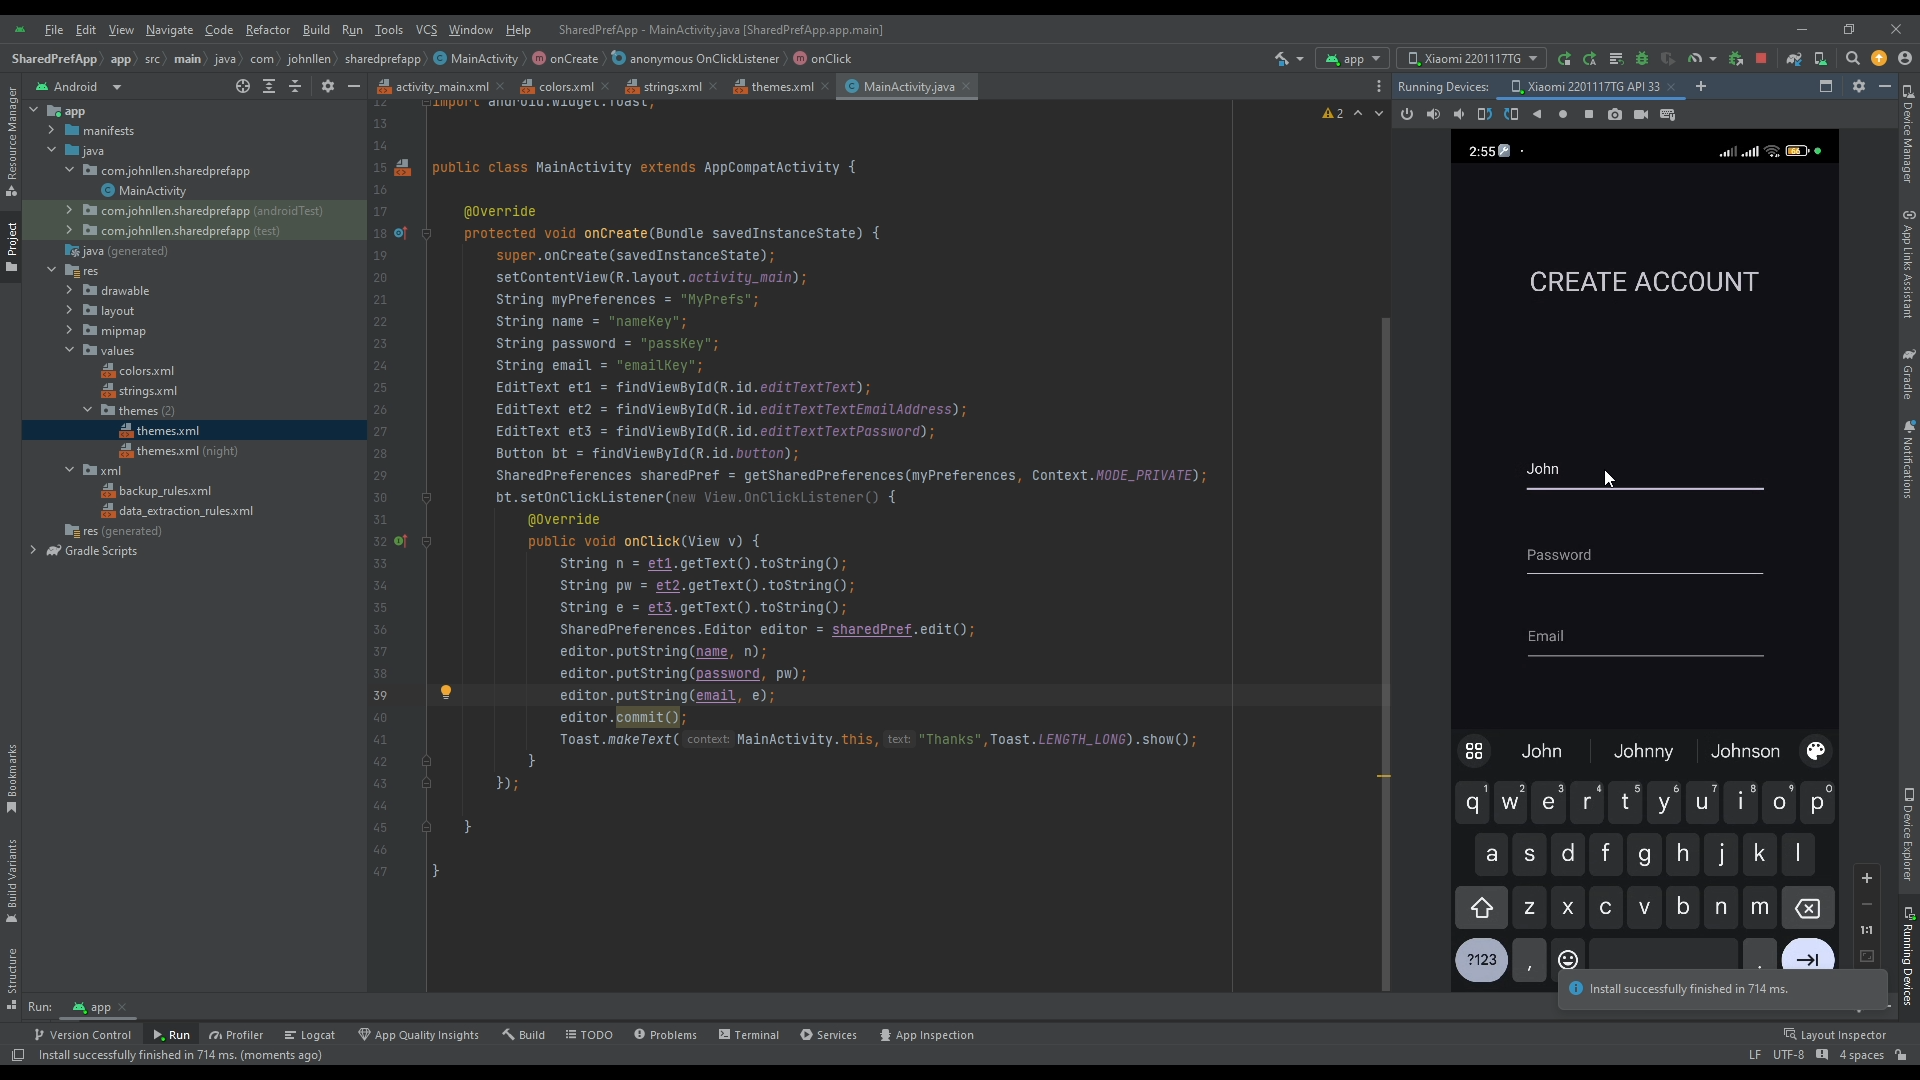 File Edit View Navigate Code Refactor Build Run Tools VCS Window Help SharedPrefApp - MainActivity.java [SharedPrefApp.app.main]
SharedPrefApp app src main java com johnllen sharedprefapp MainActivity onCreate anonymous OnClickListener onClick
app Xiaomi 2201117TG
Android
activity_main.xml colors.xml strings.xml themes.xml MainActivity.java
Running Devices: Xiaomi 2201117TG API 33
Resource Manager
Project
Bookmarks
Build Variants
Structure
app
manifests
java
com.johnllen.sharedprefapp
MainActivity
com.johnllen.sharedprefapp (androidTest)
com.johnllen.sharedprefapp (test)
java (generated)
res
drawable
layout
mipmap
values
colors.xml
strings.xml
themes (2)
themes.xml
themes.xml (night)
xml
backup_rules.xml
data_extraction_rules.xml
res (generated)
Gradle Scripts
2
12 import android.widget.Toast;
13
14
15 public class MainActivity extends AppCompatActivity {
16
17 @Override
18 protected void onCreate(Bundle savedInstanceState) {
19 super.onCreate(savedInstanceState);
20 setContentView(R.layout.activity_main);
21 String myPreferences = "MyPrefs";
22 String name = "nameKey";
23 String password = "passKey";
24 String email = "emailKey";
25 EditText et1 = findViewById(R.id.editTextText);
26 EditText et2 = findViewById(R.id.editTextTextEmailAddress);
27 EditText et3 = findViewById(R.id.editTextTextPassword);
28 Button bt = findViewById(R.id.button);
29 SharedPreferences sharedPref = getSharedPreferences(myPreferences, Context.MODE_PRIVATE);
30 bt.setOnClickListener(new View.OnClickListener() {
31 @Override
32 public void onClick(View v) {
33 String n = et1.getText().toString();
34 String pw = et2.getText().toString();
35 String e = et3.getText().toString();
36 SharedPreferences.Editor editor = sharedPref.edit();
37 editor.putString(name, n);
38 editor.putString(password, pw);
39 editor.putString(email, e);
40 editor.commit();
41 Toast.makeText( context: MainActivity.this, text: "Thanks",Toast.LENGTH_LONG).show();
42 }
43 });
44
45 }
46
47 }
2:55
66
CREATE ACCOUNT
John
Password
Email
John Johnny Johnson
q1 w2 e3 r4 t5 y6 u7 i8 o9 p0
a s d f g h j k l
z x c v b n m
?123 , .
1:1
Install successfully finished in 714 ms.
Device Manager
App Links Assistant
Gradle
Notifications
Device Explorer
Running Devices
Run: app
Version Control Run Profiler Logcat App Quality Insights Build TODO Problems Terminal Services App Inspection Layout Inspector
Install successfully finished in 714 ms. (moments ago) LF UTF-8 4 spaces